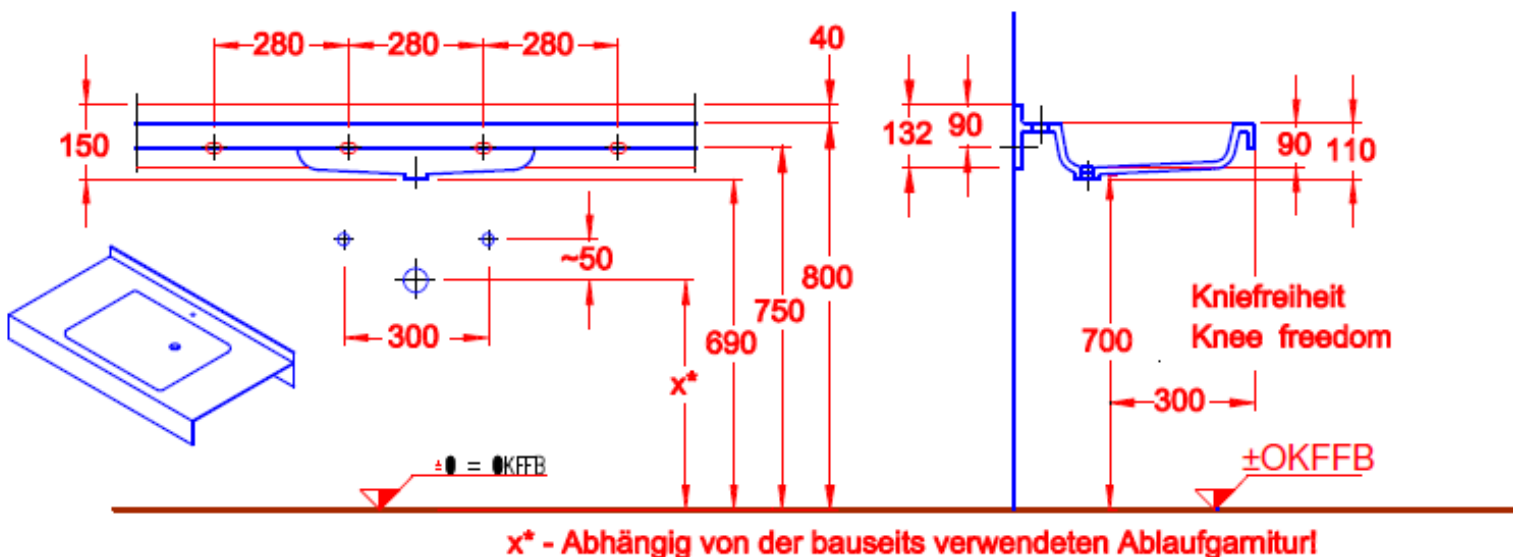 280 280 280 40
150 132 90 90 110
~50
300
x* 690 750 800
700
Kniefreiheit
Knee freedom
300
±0 = OKFFB
±OKFFB
x* - Abhängig von der bauseits verwendeten Ablaufgarnitur!